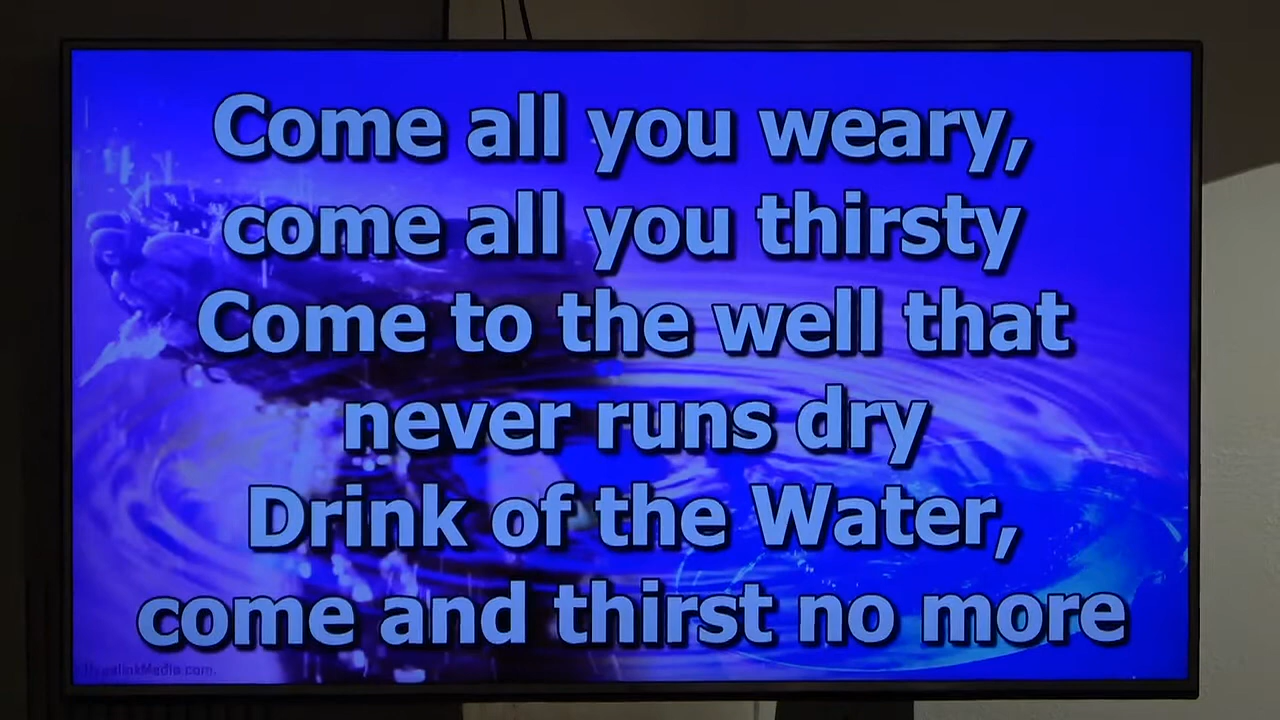 Come all you weary,
come all you thirsty
Come to the well that
never runs dry
Drink of the Water,
come and thirst no more